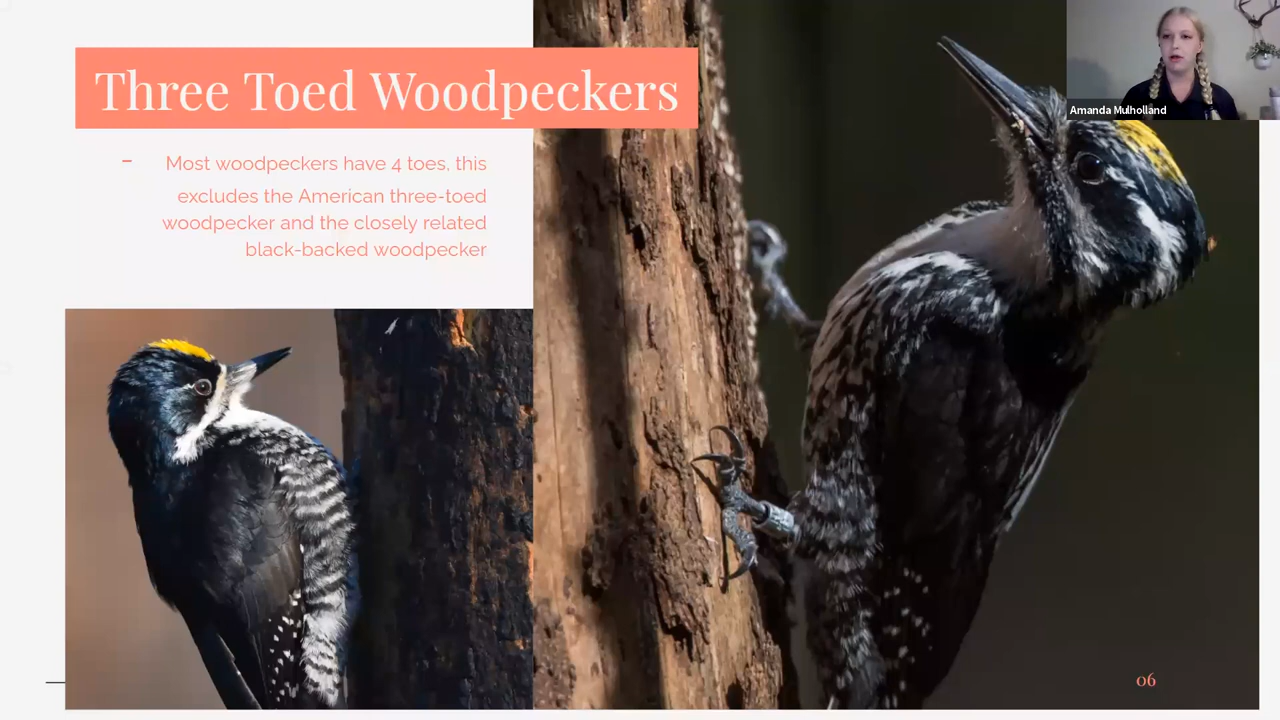 Three Toed Woodpeckers
Amanda Mulholland
- Most woodpeckers have 4 toes, this
excludes the American three-toed
woodpecker and the closely related
black-backed woodpecker
06